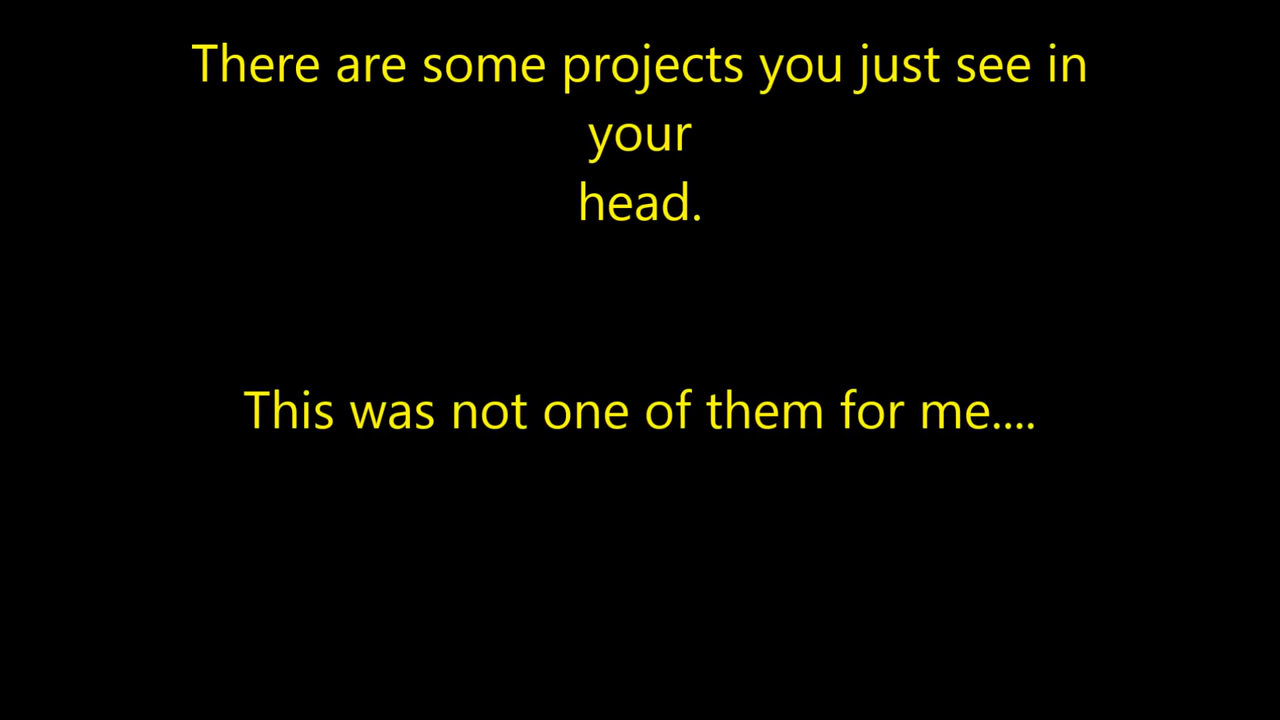 There are some projects you just see in
your
head.
This was not one of them for me....